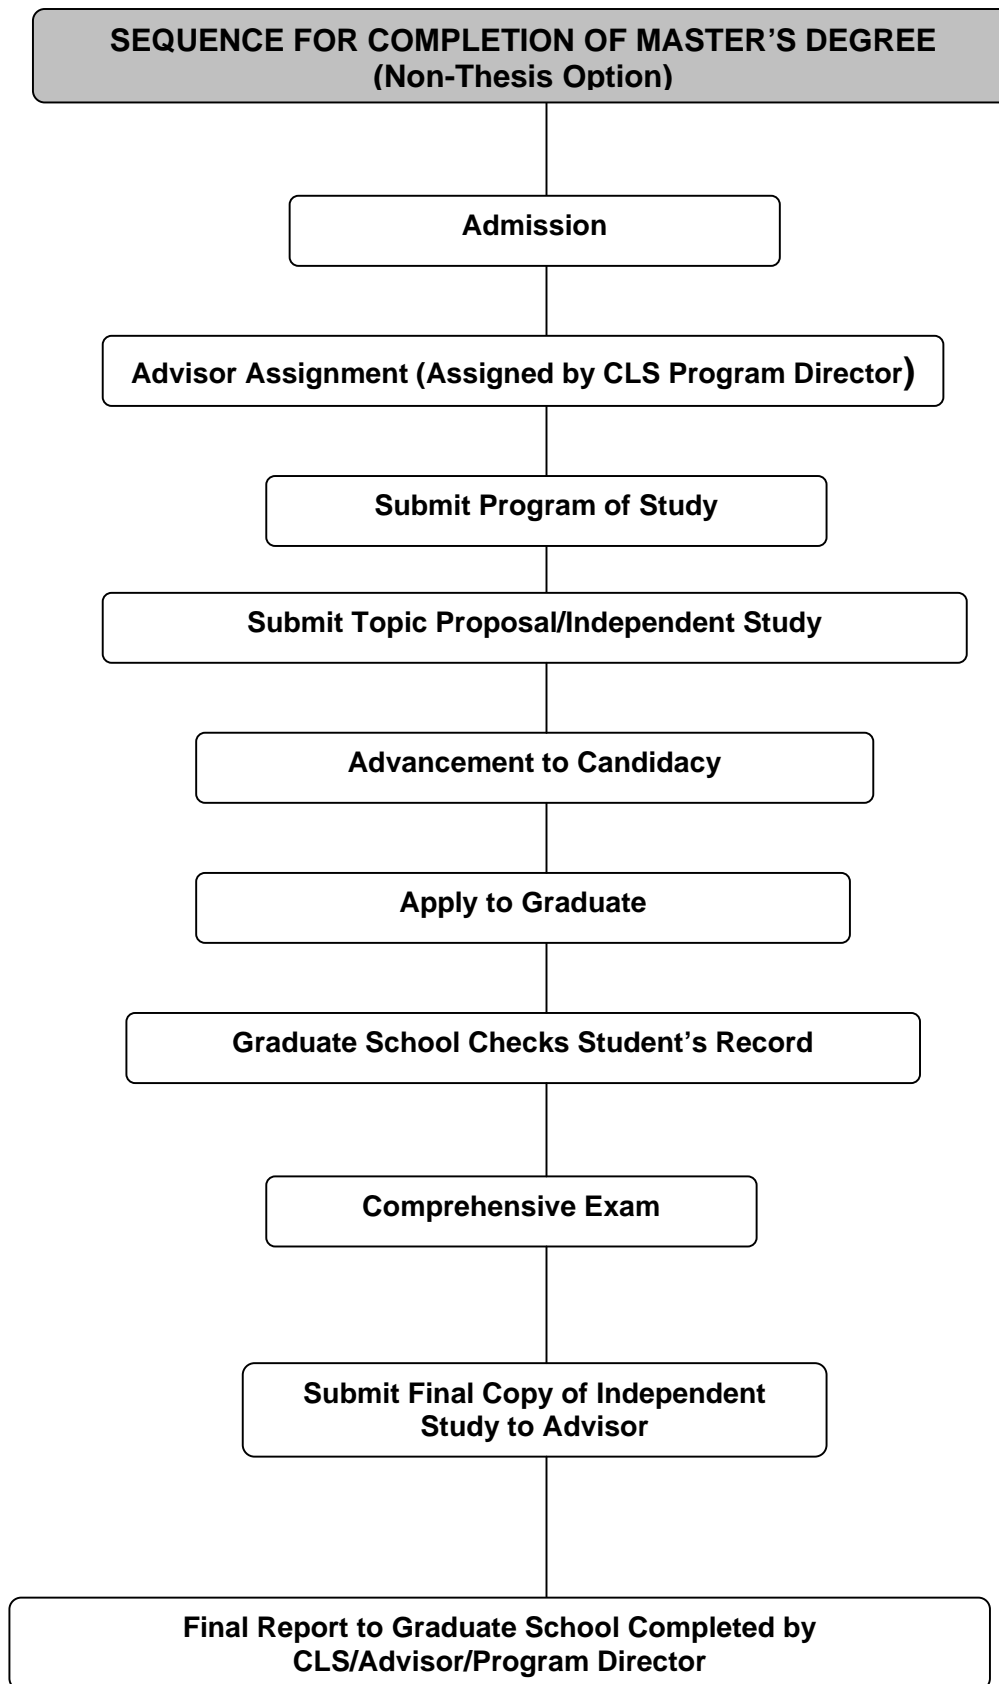 SEQUENCE FOR COMPLETION OF MASTER’S DEGREE
(Non-Thesis Option)
Admission
Advisor Assignment (Assigned by CLS Program Director)
Submit Program of Study
Submit Topic Proposal/Independent Study
Advancement to Candidacy
Apply to Graduate
Graduate School Checks Student’s Record
Comprehensive Exam
Submit Final Copy of Independent
Study to Advisor
Final Report to Graduate School Completed by
CLS/Advisor/Program Director